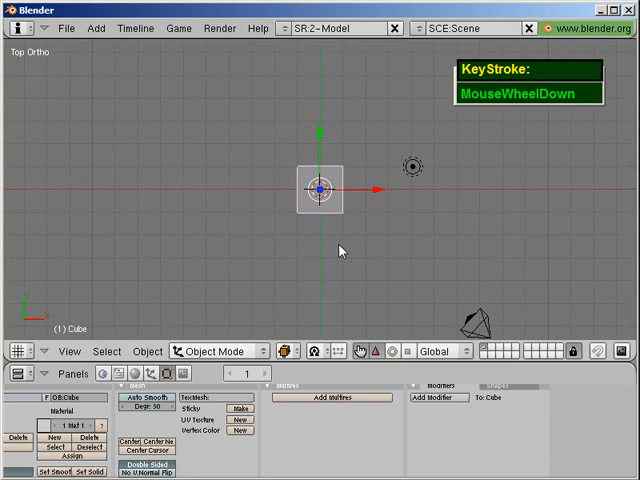 Blender
File Add Timeline Game Render Help SR:2-Model SCE:Scene www.blender.org
Top Ortho
KeyStroke:
MouseWheelDown
(1) Cube
View Select Object Object Mode Global
Panels 1
Mesh Multires Modifiers Shapes
F OB:Cube Auto Smooth TexMesh: Add Multires Add Modifier To: Cube
Material Degr: 30 Sticky Make
1 Mat 1 ? UV Texture New
Delete New Delete Vertex Color New
Select Deselect Center Center Ne
Assign Center Cursor
Double Sided
Set Smoot Set Solid No V.Normal Flip